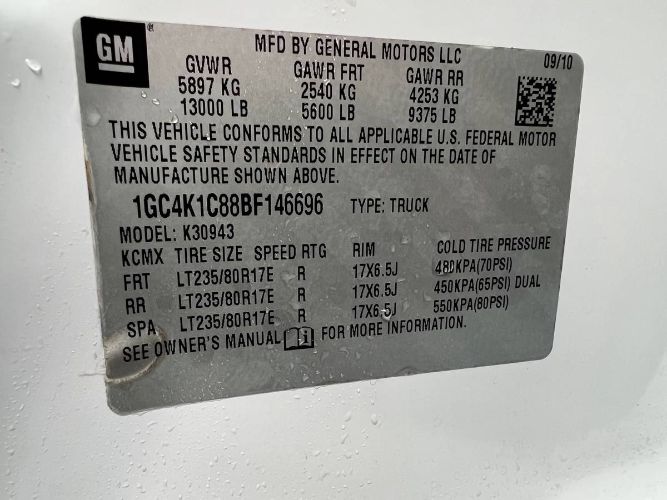 GM
MFD BY GENERAL MOTORS LLC 09/10
GVWR GAWR FRT GAWR RR
5897 KG 2540 KG 4253 KG
13000 LB 5600 LB 9375 LB
THIS VEHICLE CONFORMS TO ALL APPLICABLE U.S. FEDERAL MOTOR
VEHICLE SAFETY STANDARDS IN EFFECT ON THE DATE OF
MANUFACTURE SHOWN ABOVE.
1GC4K1C88BF146696 TYPE: TRUCK
MODEL: K30943
KCMX TIRE SIZE SPEED RTG RIM COLD TIRE PRESSURE
FRT LT235/80R17E R 17X6.5J 480KPA(70PSI)
RR LT235/80R17E R 17X6.5J 450KPA(65PSI) DUAL
SPA LT235/80R17E R 17X6.5J 550KPA(80PSI)
SEE OWNER'S MANUAL i FOR MORE INFORMATION.